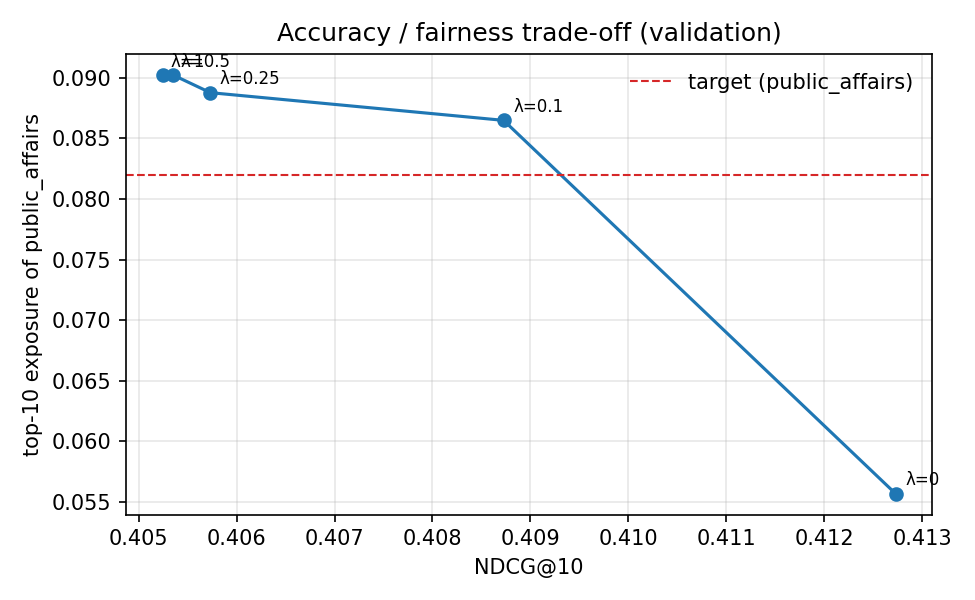 Accuracy / fairness trade-off (validation)
target (public_affairs)
λ=0.5
λ=0.25
λ=0.1
λ=0
top-10 exposure of public_affairs
0.090
0.085
0.080
0.075
0.070
0.065
0.060
0.055
0.405
0.406
0.407
0.408
0.409
0.410
0.411
0.412
0.413
NDCG@10